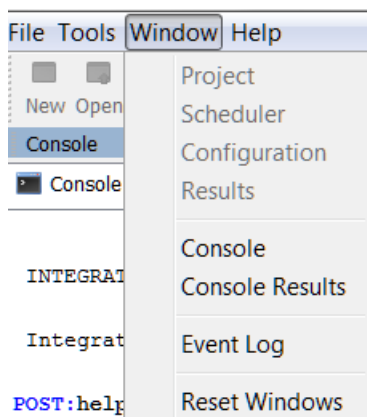 File Tools Window Help
New Open
Project
Scheduler
Configuration
Results
Console
Console
Console
Console Results
INTEGRAT
Integrat
Event Log
POST:help
Reset Windows